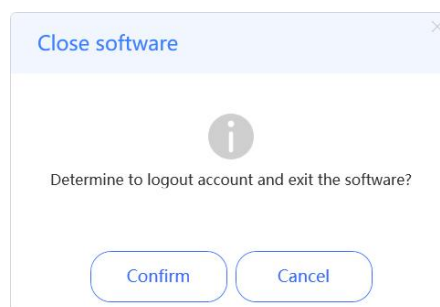 Close software
Determine to logout account and exit the software?
Confirm
Cancel